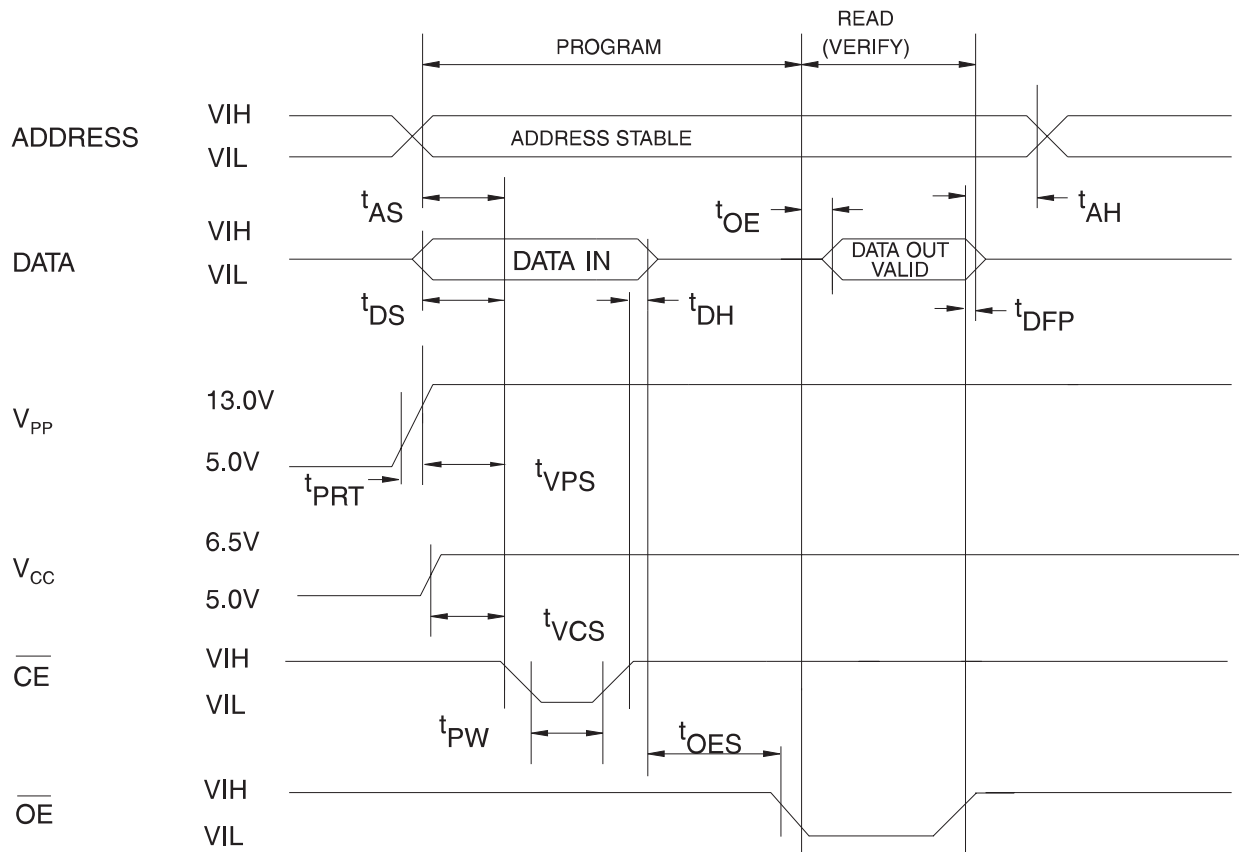 READ
(VERIFY)
PROGRAM
ADDRESS
VIH
VIL
ADDRESS STABLE
tAS
tOE
tAH
DATA
VIH
VIL
DATA IN
DATA OUT
VALID
tDS
tDH
tDFP
VPP
13.0V
5.0V
tPRT
tVPS
VCC
6.5V
5.0V
tVCS
CE
VIH
VIL
tPW
tOES
OE
VIH
VIL